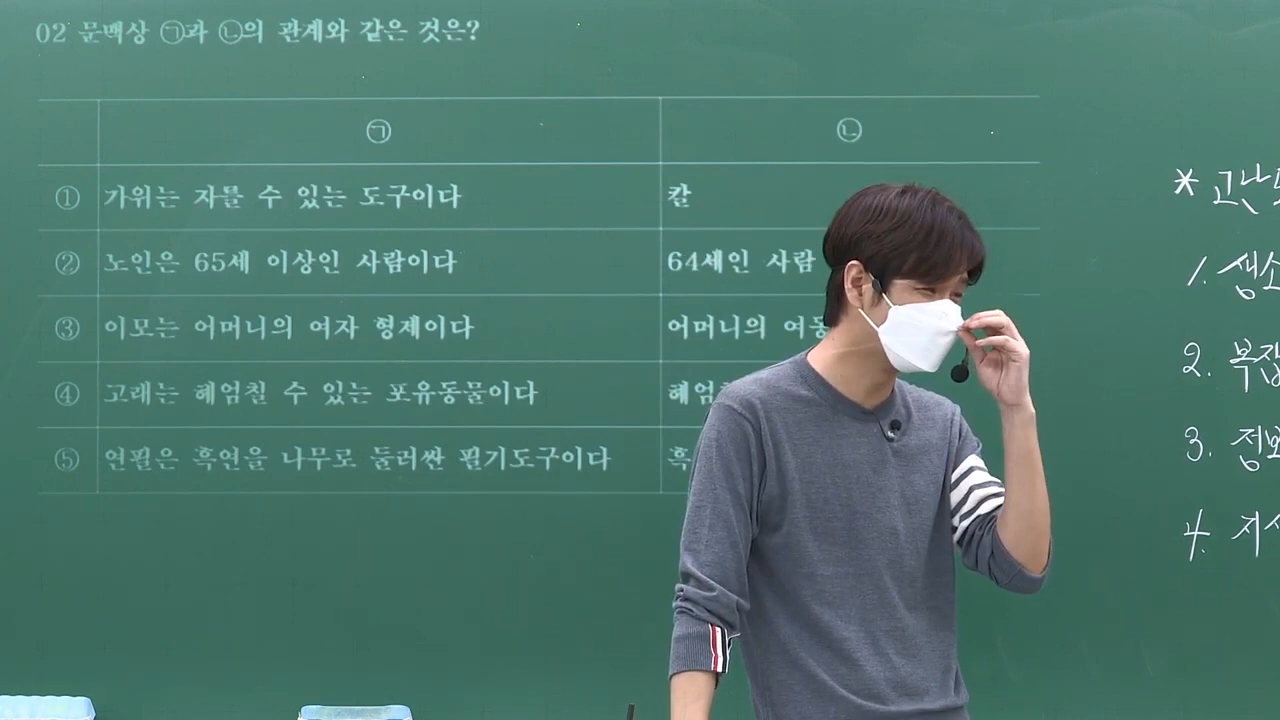 02 문맥상 ㉠과 ㉡의 관계와 같은 것은?
㉠ ㉡
① 가위는 자를 수 있는 도구이다 칼
② 노인은 65세 이상인 사람이다 64세인 사람
③ 이모는 어머니의 여자 형제이다 어머니의
④ 고래는 헤엄칠 수 있는 포유동물이다
⑤ 연필은 흑연을 나무로 둘러싼 필기도구이다
*
1.
2.
3.
4.